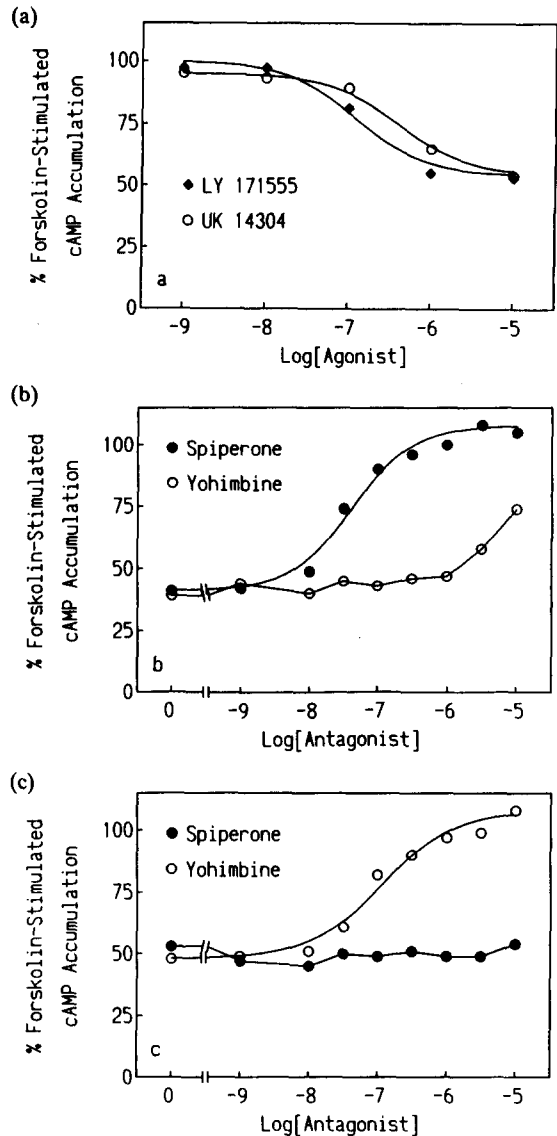 (a)
% Forskolin-Stimulated
cAMP Accumulation
100
75
50
25
0
LY 171555
UK 14304
a
-9 -8 -7 -6 -5
Log[Agonist]
(b)
% Forskolin-Stimulated
cAMP Accumulation
100
75
50
25
0
Spiperone
Yohimbine
b
0 -9 -8 -7 -6 -5
Log[Antagonist]
(c)
% Forskolin-Stimulated
cAMP Accumulation
100
75
50
25
0
Spiperone
Yohimbine
c
0 -9 -8 -7 -6 -5
Log[Antagonist]